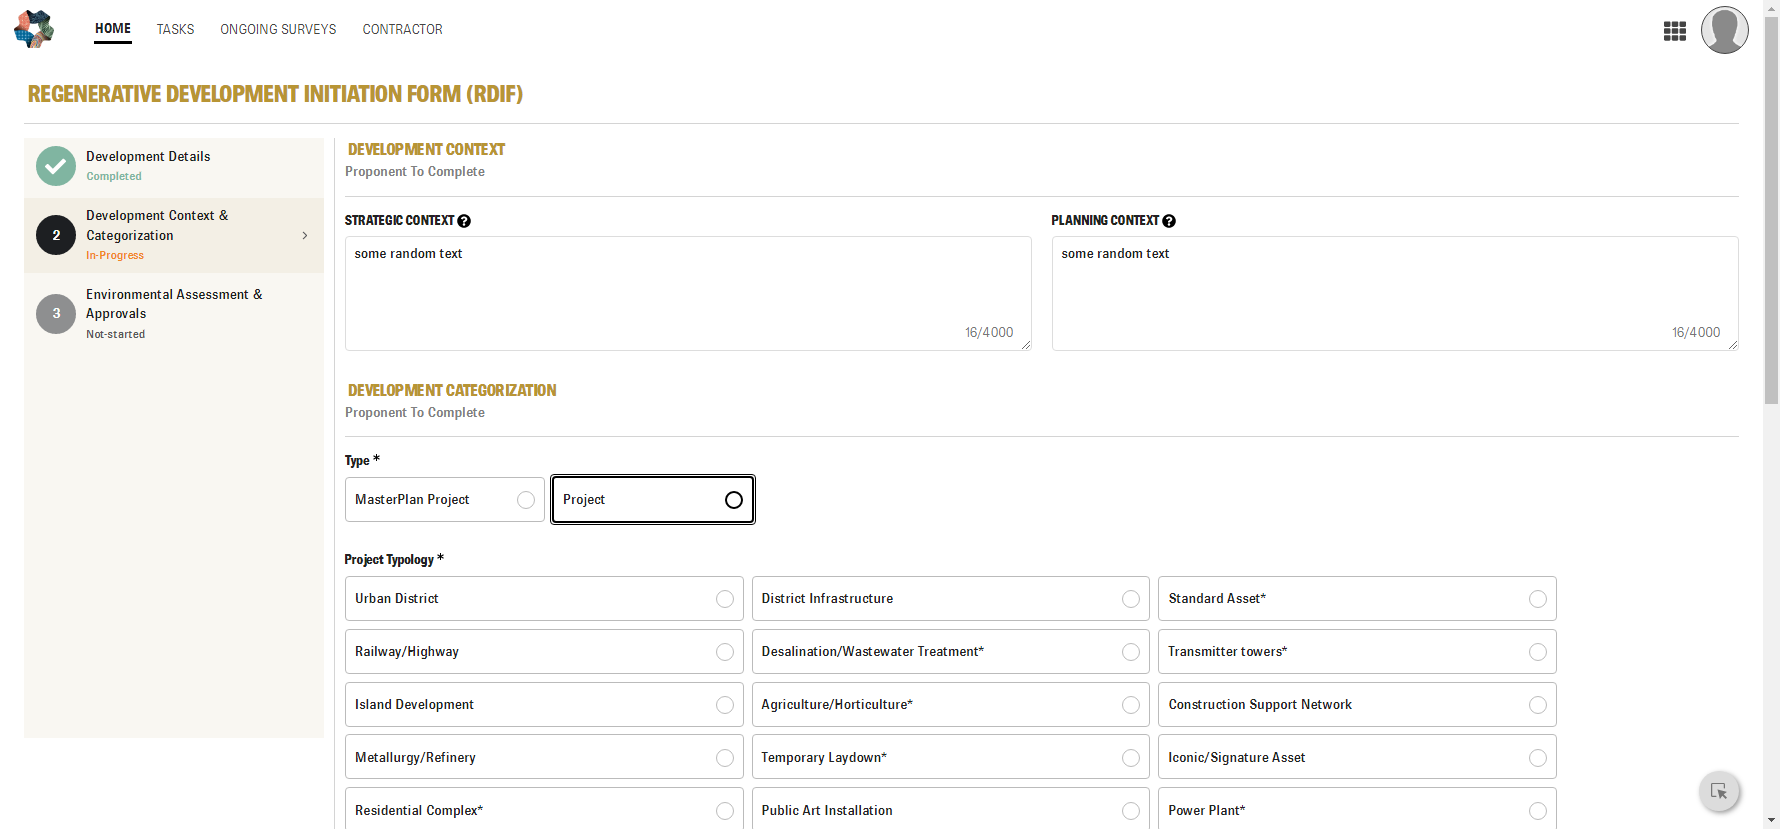 HOME TASKS ONGOING SURVEYS CONTRACTOR
REGENERATIVE DEVELOPMENT INITIATION FORM (RDIF)
Development Details
Completed
2
Development Context &
Categorization
In-Progress
3
Environmental Assessment &
Approvals
Not-started
DEVELOPMENT CONTEXT
Proponent To Complete
STRATEGIC CONTEXT ?
some random text
16/4000
PLANNING CONTEXT ?
some random text
16/4000
DEVELOPMENT CATEGORIZATION
Proponent To Complete
Type *
MasterPlan Project
Project
Project Typology *
Urban District
District Infrastructure
Standard Asset*
Railway/Highway
Desalination/Wastewater Treatment*
Transmitter towers*
Island Development
Agriculture/Horticulture*
Construction Support Network
Metallurgy/Refinery
Temporary Laydown*
Iconic/Signature Asset
Residential Complex*
Public Art Installation
Power Plant*